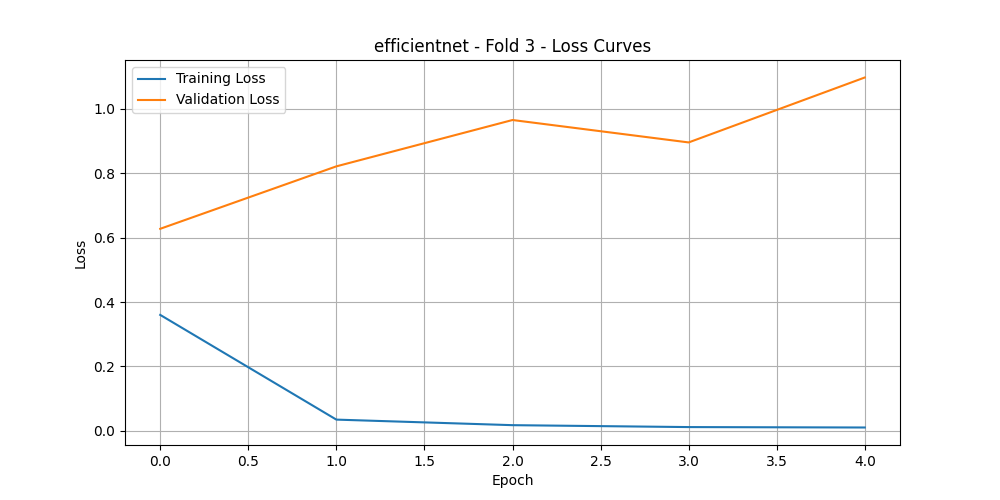 efficientnet - Fold 3 - Loss Curves
Training Loss
Validation Loss
1.0
0.8
0.6
0.4
0.2
0.0
Loss
0.0 0.5 1.0 1.5 2.0 2.5 3.0 3.5 4.0
Epoch